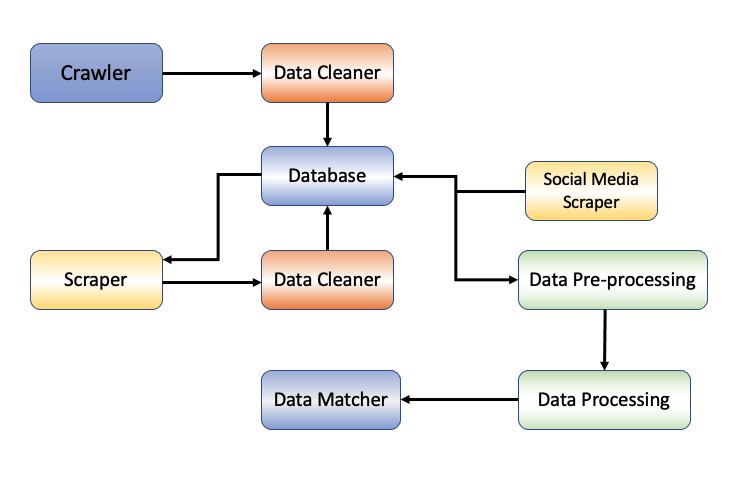 Crawler
Data Cleaner
Database
Social Media
Scraper
Scraper
Data Cleaner
Data Pre-processing
Data Matcher
Data Processing